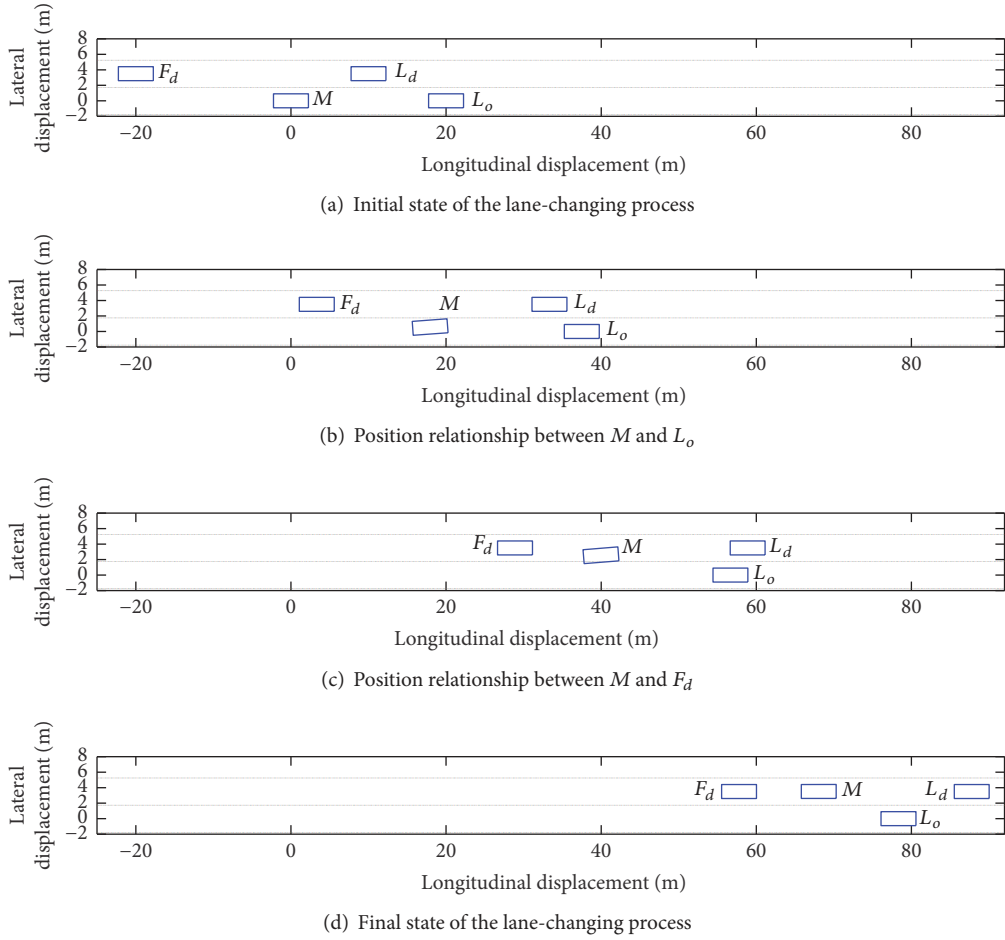 Lateral
displacement (m)
8
6
4
2
0
−2
F_d
L_d
M
L_o
−20
0
20
40
60
80
Longitudinal displacement (m)
(a) Initial state of the lane-changing process
Lateral
displacement (m)
8
6
4
2
0
−2
F_d
M
L_d
L_o
−20
0
20
40
60
80
Longitudinal displacement (m)
(b) Position relationship between M and L_o
Lateral
displacement (m)
8
6
4
2
0
−2
F_d
M
L_d
L_o
−20
0
20
40
60
80
Longitudinal displacement (m)
(c) Position relationship between M and F_d
Lateral
displacement (m)
8
6
4
2
0
−2
F_d
M
L_d
L_o
−20
0
20
40
60
80
Longitudinal displacement (m)
(d) Final state of the lane-changing process